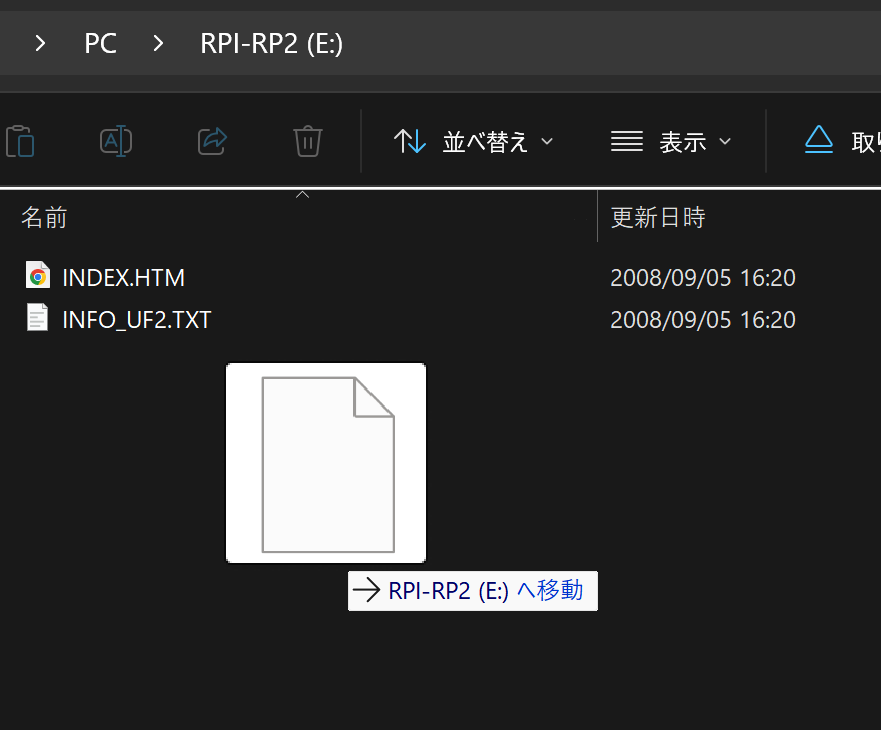 PC RPI-RP2 (E:)
並べ替え 表示 取り
名前 更新日時
INDEX.HTM 2008/09/05 16:20
INFO_UF2.TXT 2008/09/05 16:20
RPI-RP2 (E:) へ移動